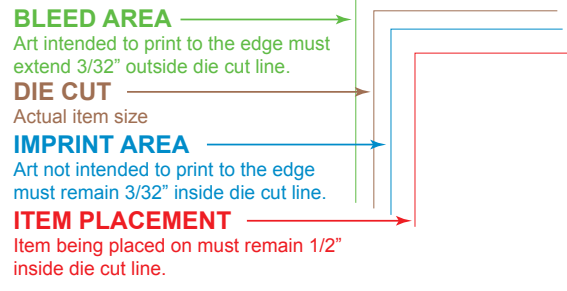 BLEED AREA
Art intended to print to the edge must
extend 3/32” outside die cut line.
DIE CUT
Actual item size
IMPRINT AREA
Art not intended to print to the edge
must remain 3/32” inside die cut line.
ITEM PLACEMENT
Item being placed on must remain 1/2”
inside die cut line.